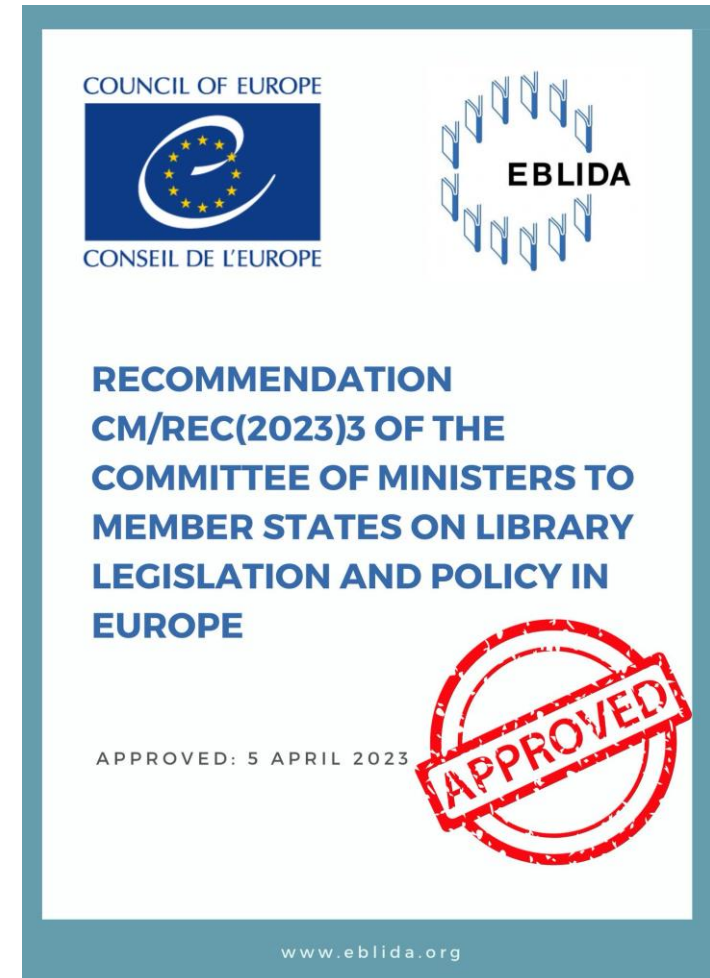 COUNCIL OF EUROPE
CONSEIL DE L'EUROPE
EBLIDA
RECOMMENDATION
CM/REC(2023)3 OF THE
COMMITTEE OF MINISTERS TO
MEMBER STATES ON LIBRARY
LEGISLATION AND POLICY IN
EUROPE
APPROVED: 5 APRIL 2023
APPROVED
www.eblida.org